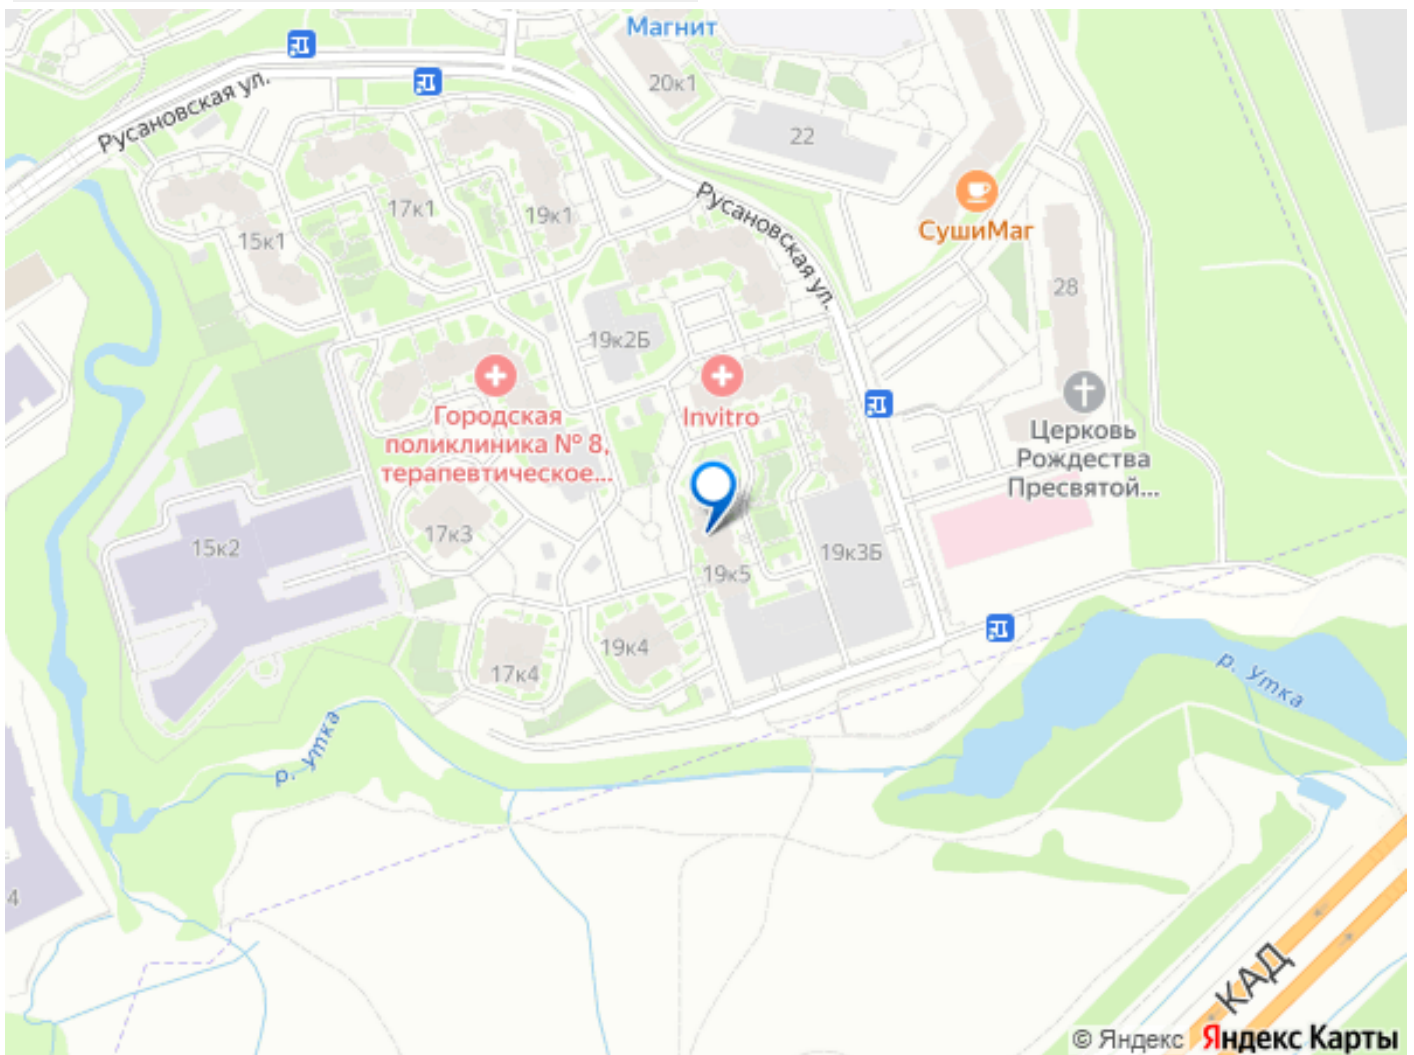 Магнит
20к1
22
Русановская ул.
17к1
19к1
15к1
Русановская ул.
СушиМаг
28
19к2Б
Городская
поликлиника № 8,
терапевтическое...
Invitro
Церковь
Рождества
Пресвятой...
15к2
17к3
19к5
19к3Б
19к4
17к4
р. Утка
р. Утка
4
КАД
© Яндекс Яндекс Карты